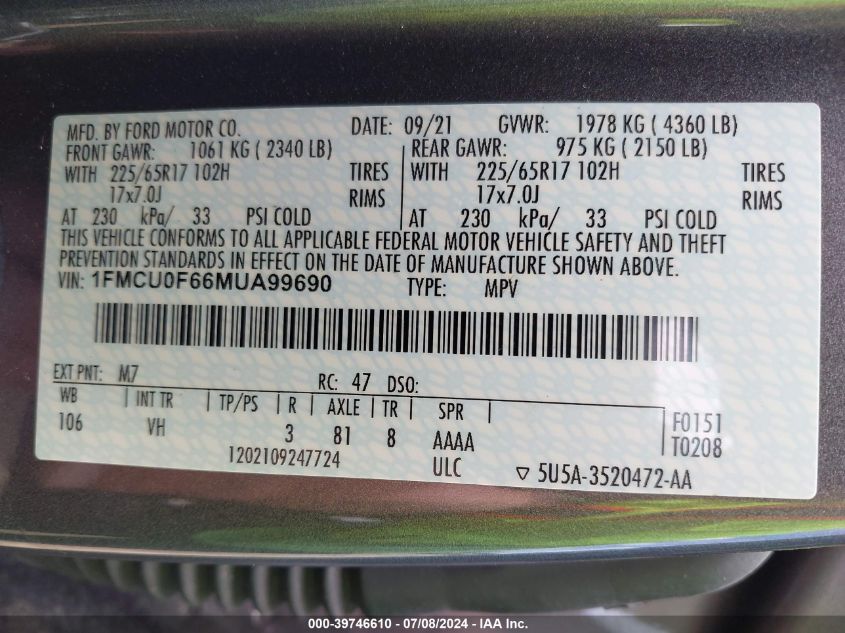 MFD. BY FORD MOTOR CO. DATE: 09/21 GVWR: 1978 KG ( 4360 LB)
FRONT GAWR: 1061 KG ( 2340 LB) REAR GAWR: 975 KG ( 2150 LB)
WITH 225/65R17 102H TIRES WITH 225/65R17 102H TIRES
17x7.0J RIMS 17x7.0J RIMS
AT 230 kPa/ 33 PSI COLD AT 230 kPa/ 33 PSI COLD
THIS VEHICLE CONFORMS TO ALL APPLICABLE FEDERAL MOTOR VEHICLE SAFETY AND THEFT
PREVENTION STANDARDS IN EFFECT ON THE DATE OF MANUFACTURE SHOWN ABOVE.
VIN: 1FMCU0F66MUA99690 TYPE: MPV
EXT PNT: M7 RC: 47 DSO:
WB INT TR TP/PS R AXLE TR SPR F0151
106 VH 3 81 8 AAAA T0208
1202109247724 ULC ▽ 5U5A-3520472-AA
000-39746610 - 07/08/2024 - IAA Inc.